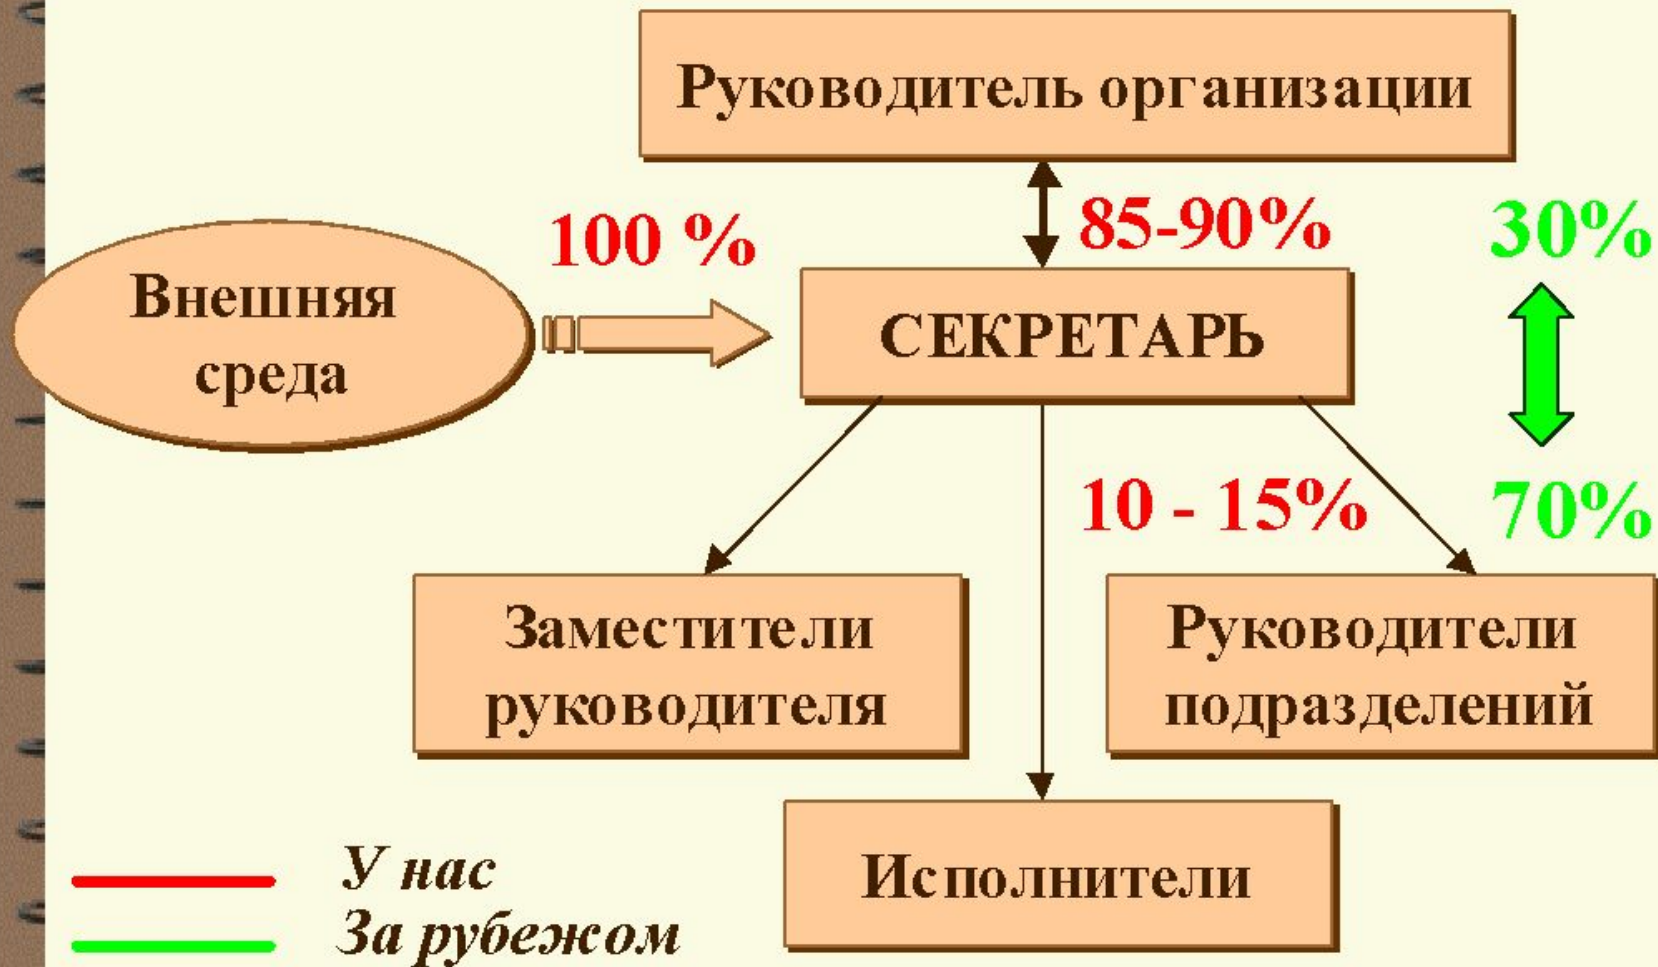 Руководитель организации
100 %
85-90%
30%
Внешняя
среда
СЕКРЕТАРЬ
10 - 15%
70%
Заместители
руководителя
Руководители
подразделений
Исполнители
У нас
За рубежом